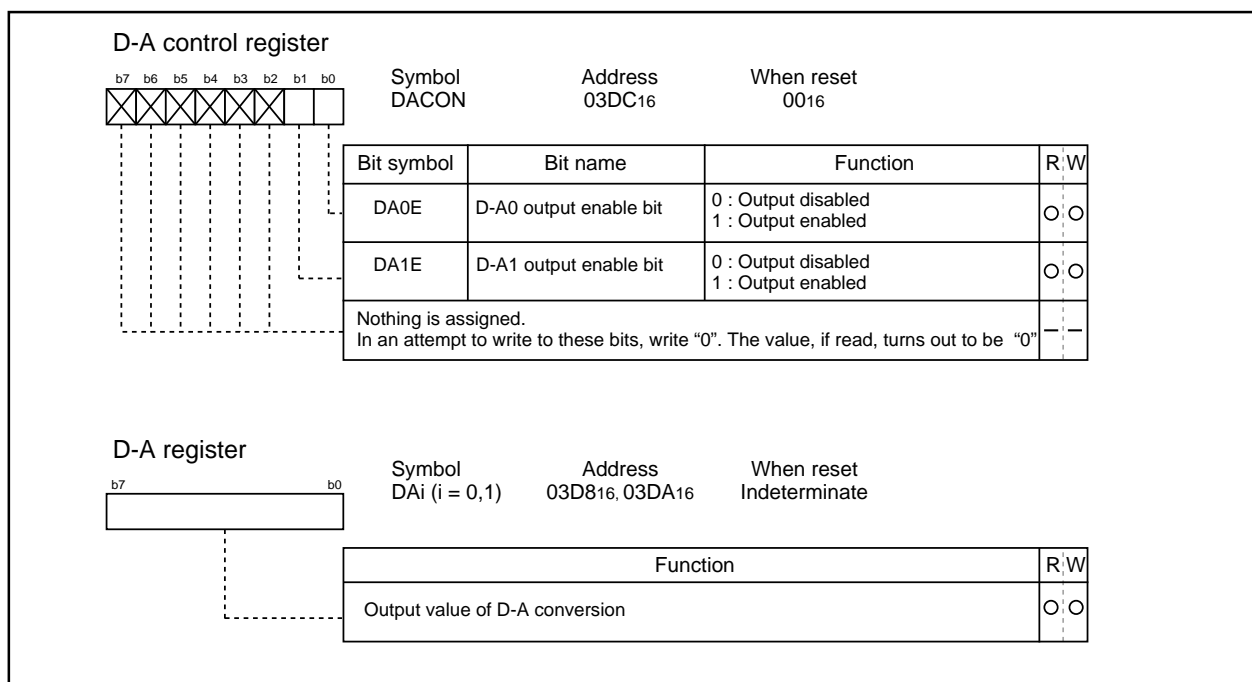 D-A control register
b7 b6 b5 b4 b3 b2 b1 b0
Symbol Address When reset
DACON 03DC16 0016
Bit symbol Bit name Function R W
DA0E D-A0 output enable bit 0 : Output disabled
1 : Output enabled
DA1E D-A1 output enable bit 0 : Output disabled
1 : Output enabled
Nothing is assigned.
In an attempt to write to these bits, write “0”. The value, if read, turns out to be “0”
D-A register
b7 b0
Symbol Address When reset
DAi (i = 0,1) 03D816, 03DA16 Indeterminate
Function R W
Output value of D-A conversion